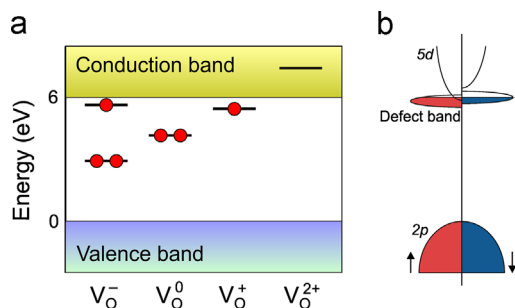 a
Conduction band
6
Energy (eV)
0
Valence band
V_O^− V_O^0 V_O^+ V_O^{2+}
b
5d
Defect band
2p